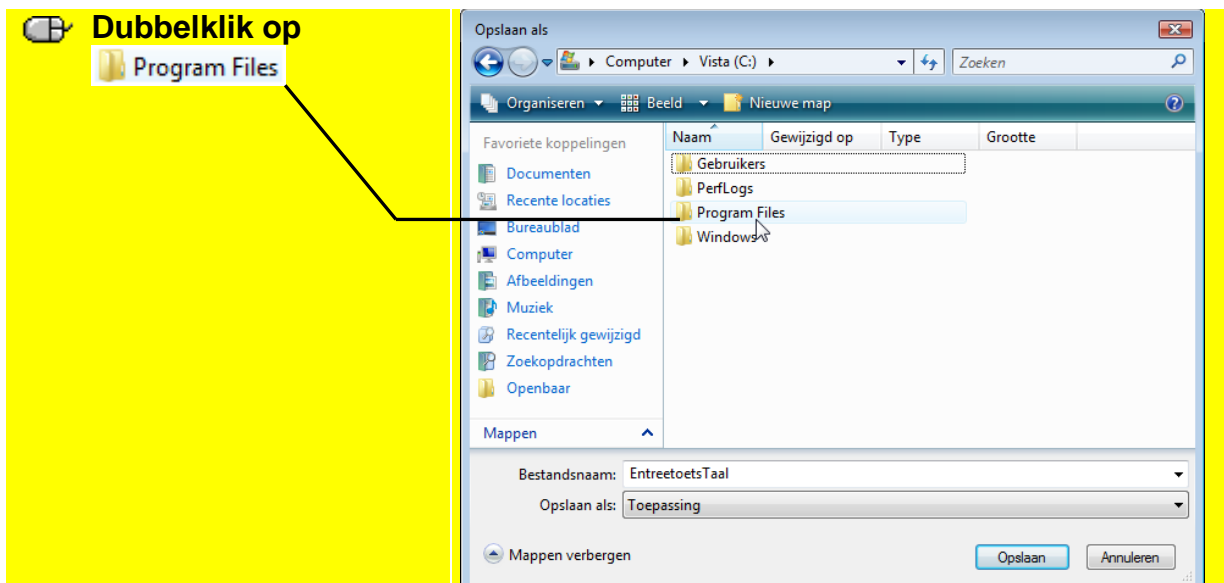 Dubbelklik op
Program Files
Opslaan als
Computer Vista (C:) Zoeken
Organiseren Beeld Nieuwe map
Favoriete koppelingen
Documenten
Recente locaties
Bureaublad
Computer
Afbeeldingen
Muziek
Recentelijk gewijzigd
Zoekopdrachten
Openbaar
Mappen
Naam Gewijzigd op Type Grootte
Gebruikers
PerfLogs
Program Files
Windows
Bestandsnaam: EntreetoetsTaal
Opslaan als: Toepassing
Mappen verbergen Opslaan Annuleren